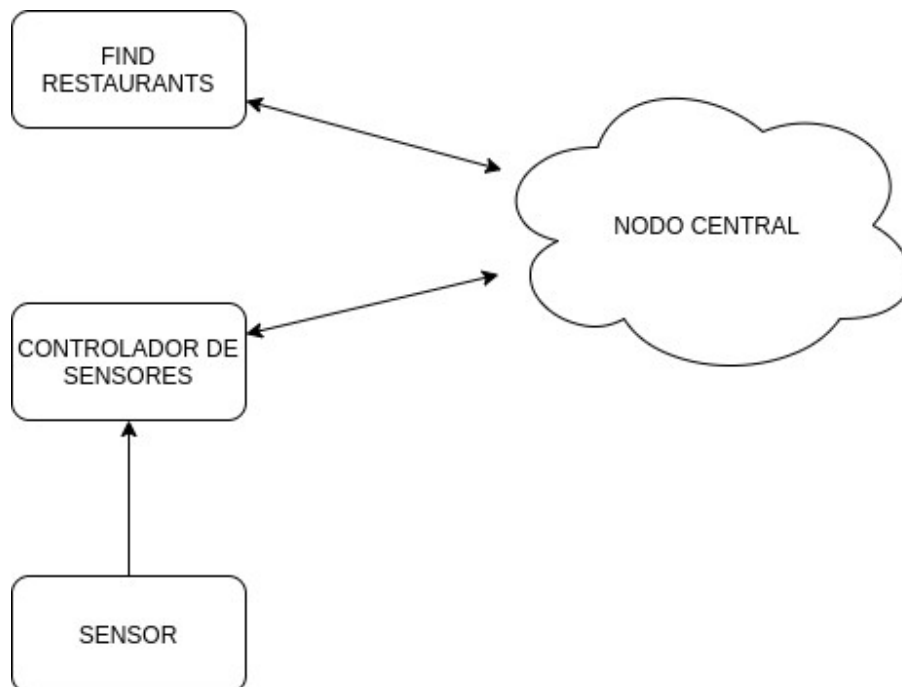 FIND
RESTAURANTS
NODO CENTRAL
CONTROLADOR DE
SENSORES
SENSOR